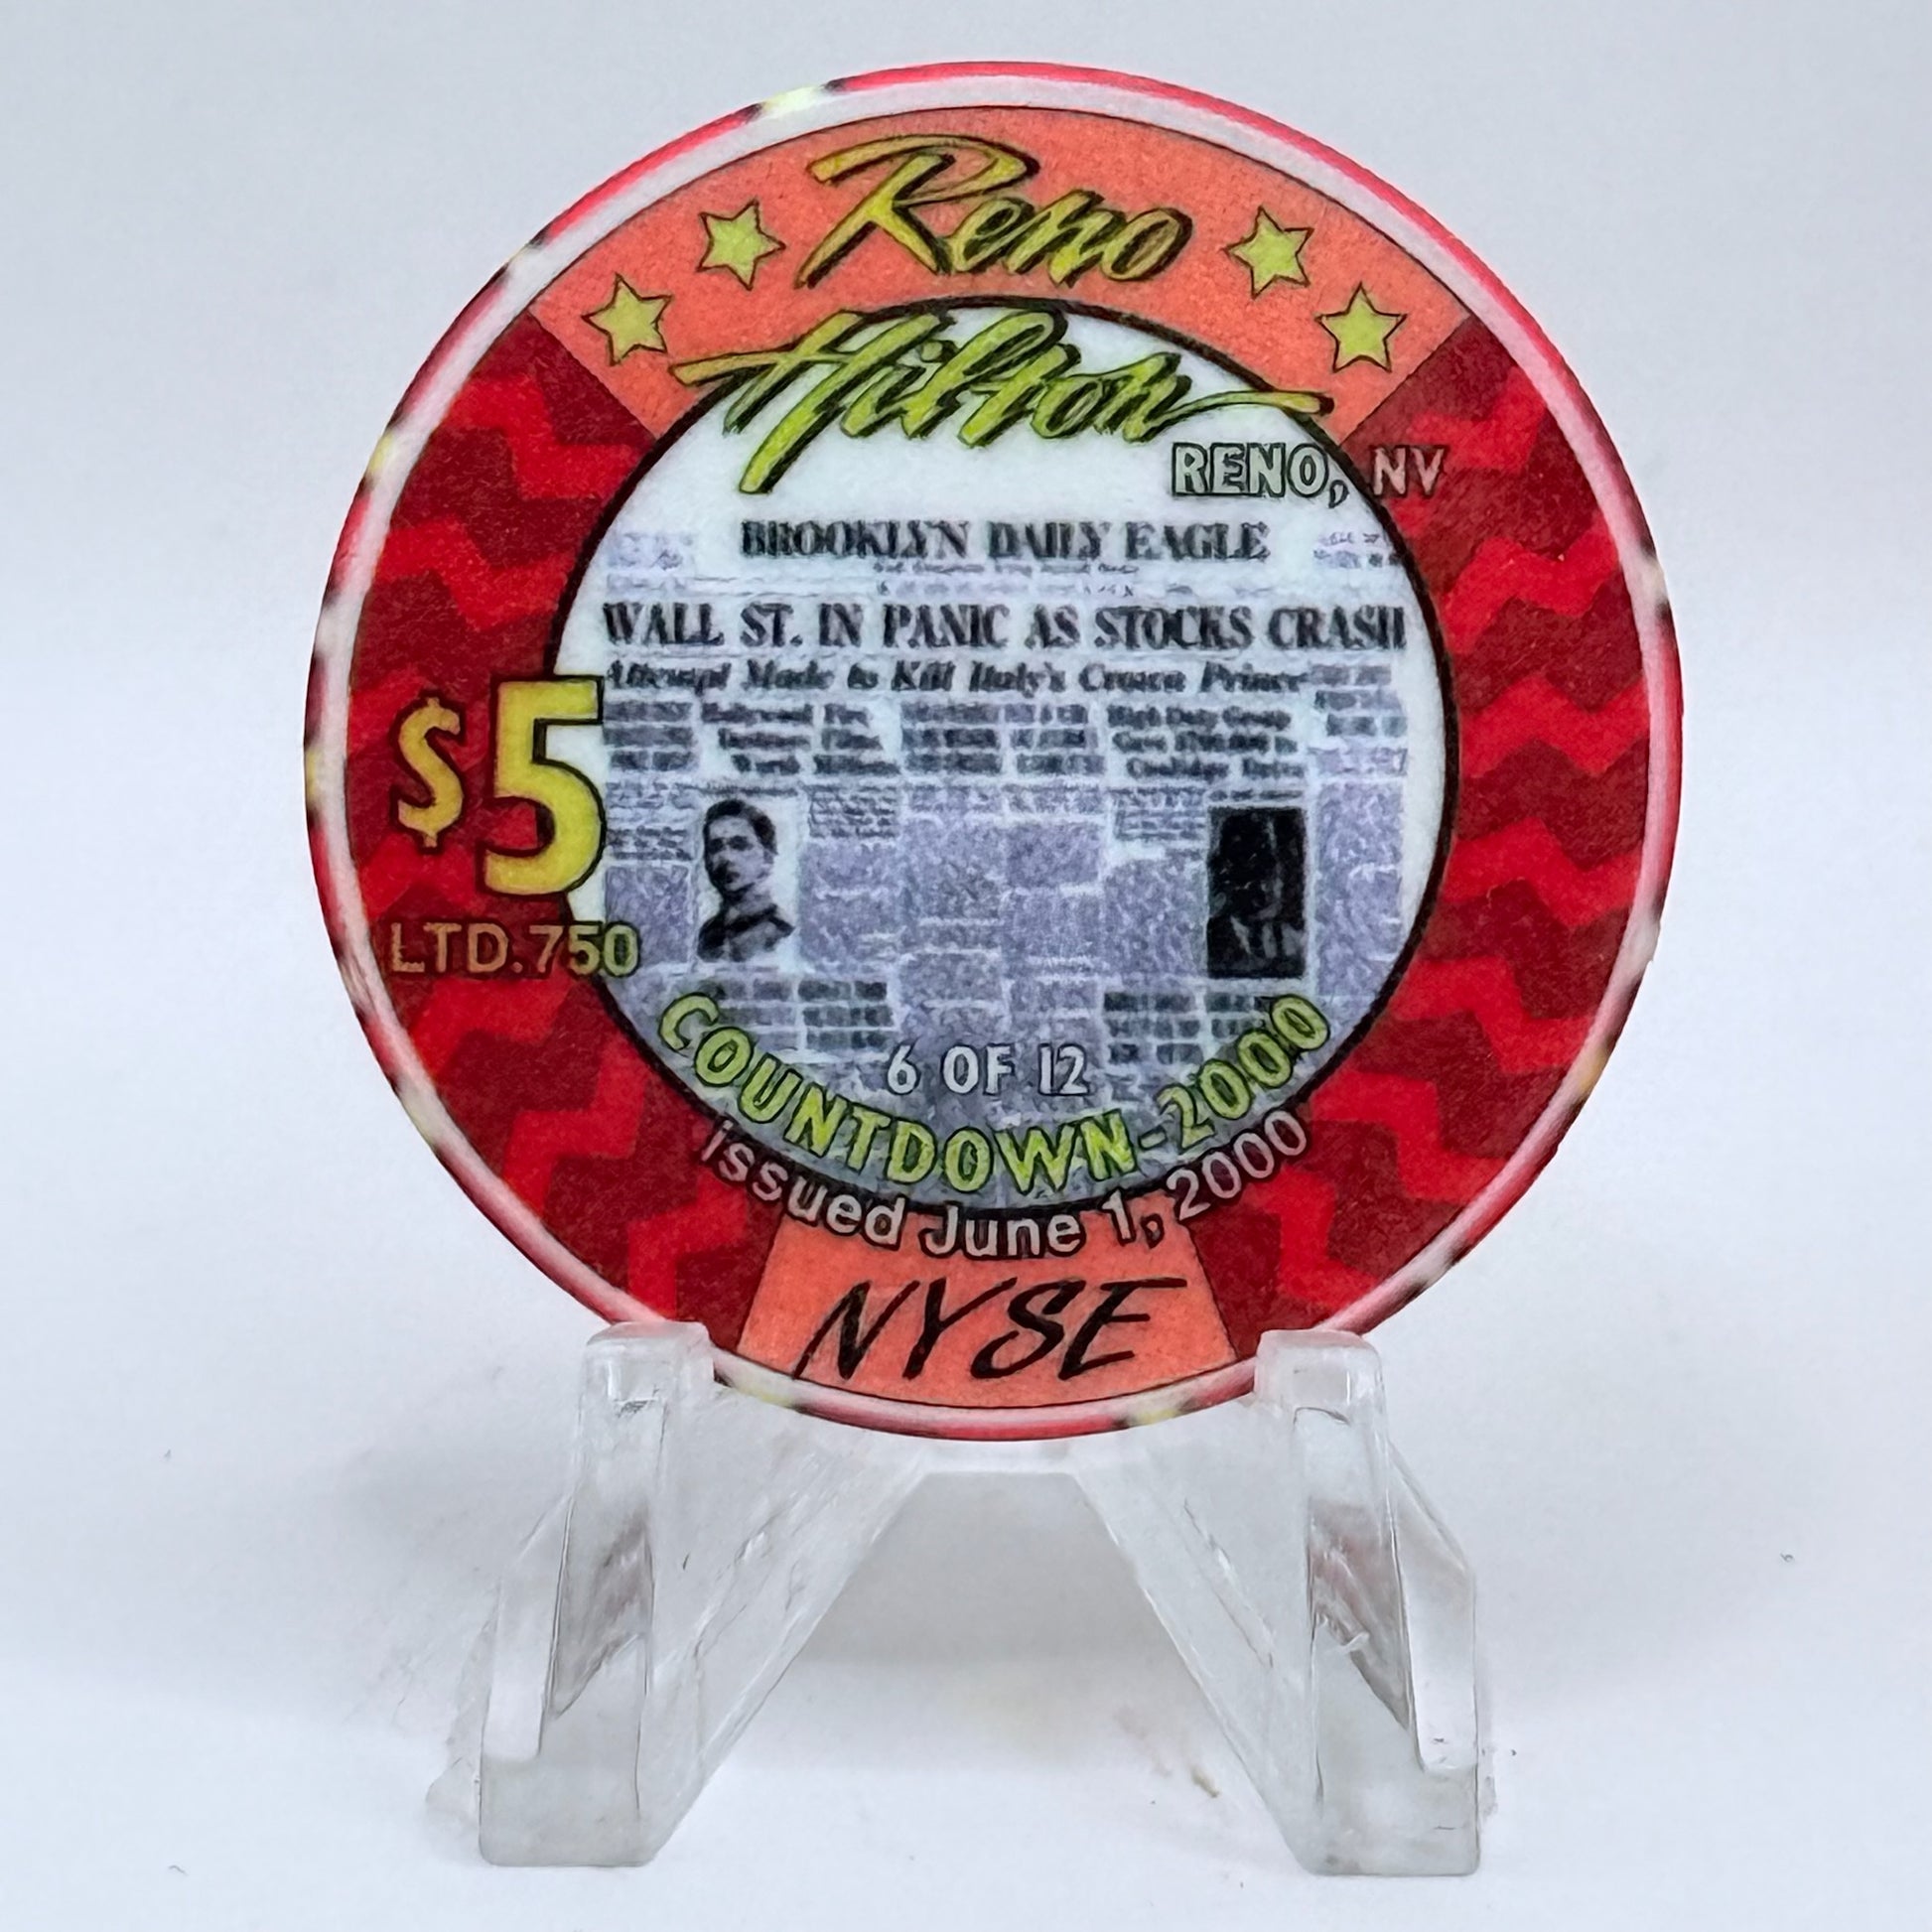 Reno
Hilton
RENO, NV
BROOKLYN DAILY EAGLE
WALL ST. IN PANIC AS STOCKS CRASH
Attempt Made to Kill Italy's Crown Prince
$5
LTD.750
6 OF 12
COUNTDOWN-2000
issued June 1, 2000
NYSE